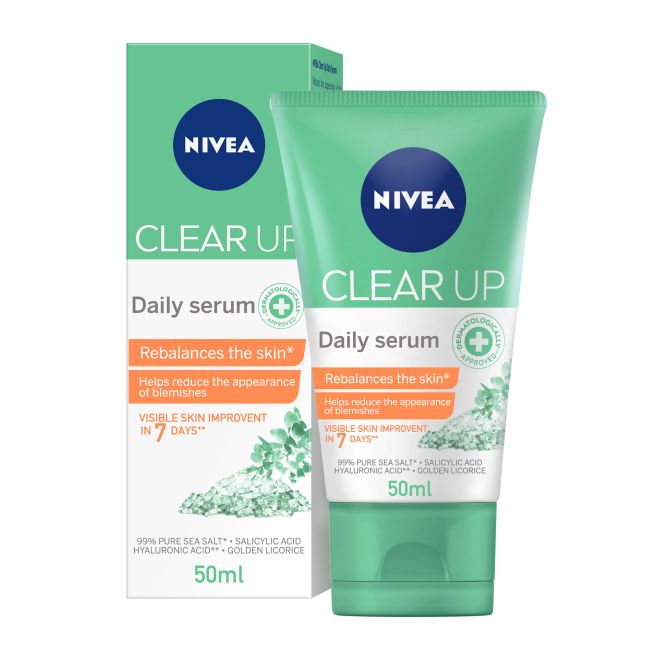 NIVEA
CLEAR UP
Daily serum
DERMATOLOGICALLY APPROVED
Rebalances the skin*
Helps reduce the appearance
of blemishes
VISIBLE SKIN IMPROVENT
IN 7 DAYS**
99% PURE SEA SALT* • SALICYLIC ACID
HYALURONIC ACID** • GOLDEN LICORICE
50ml
NIVEA
CLEAR UP
Daily serum
DERMATOLOGICALLY APPROVED
Rebalances the skin*
Helps reduce the appearance
of blemishes
VISIBLE SKIN IMPROVENT
IN 7 DAYS**
99% PURE SEA SALT* • SALICYLIC ACID
HYALURONIC ACID** • GOLDEN LICORICE
50ml